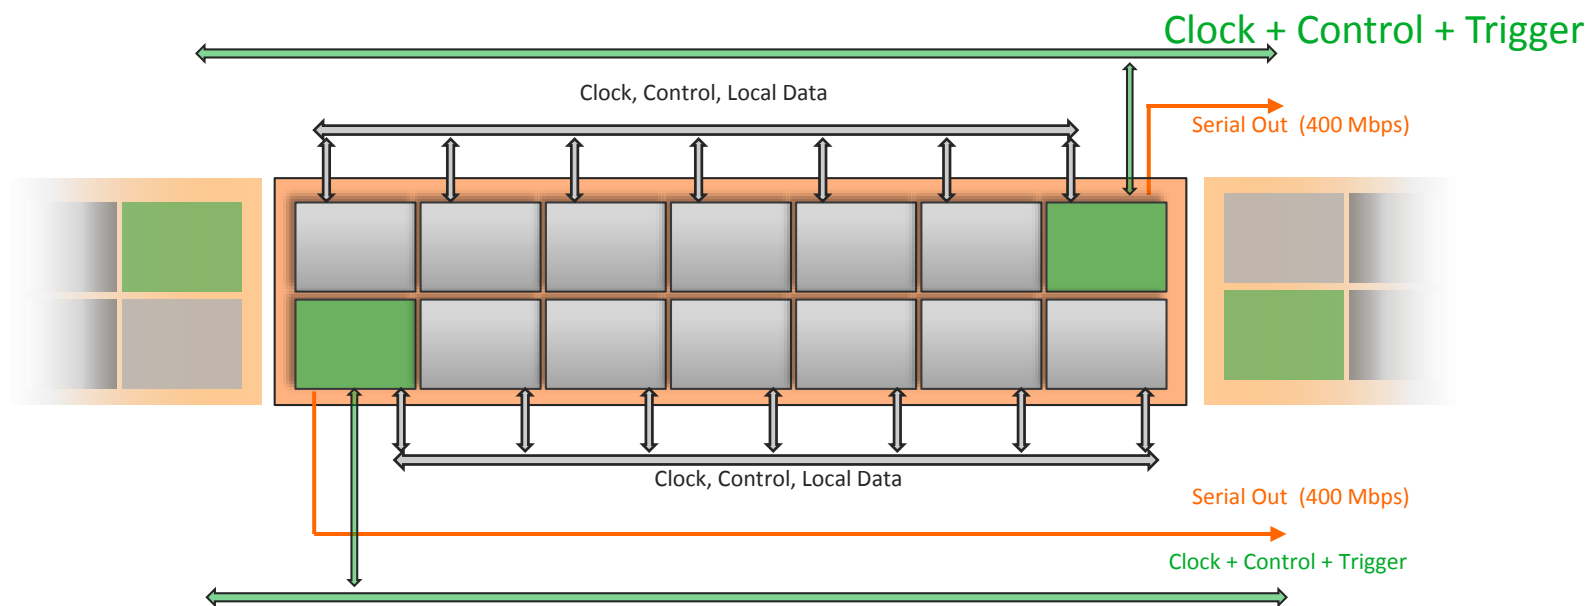 Clock + Control + Trigger
Clock, Control, Local Data
Serial Out  (400 Mbps)
Clock, Control, Local Data
Serial Out  (400 Mbps)
Clock + Control + Trigger